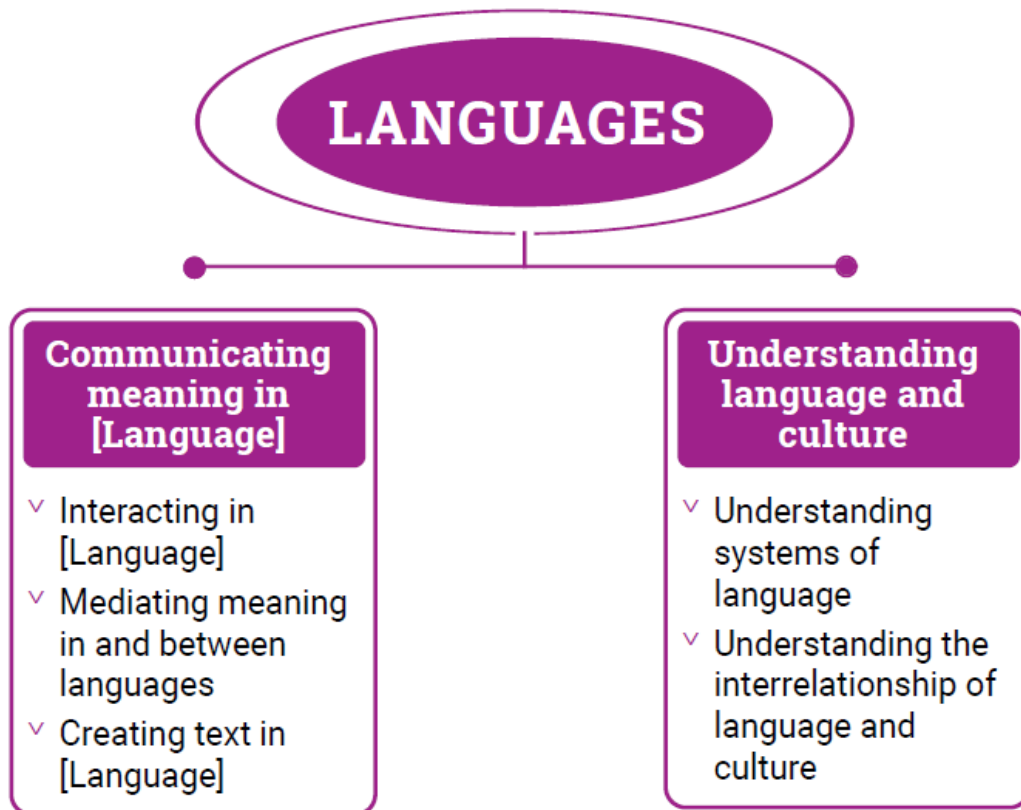 LANGUAGES
Communicating
meaning in
[Language]
Interacting in
[Language]
Mediating meaning
in and between
languages
Creating text in
[Language]
Understanding
language and
culture
Understanding
systems of
language
Understanding the
interrelationship of
language and
culture